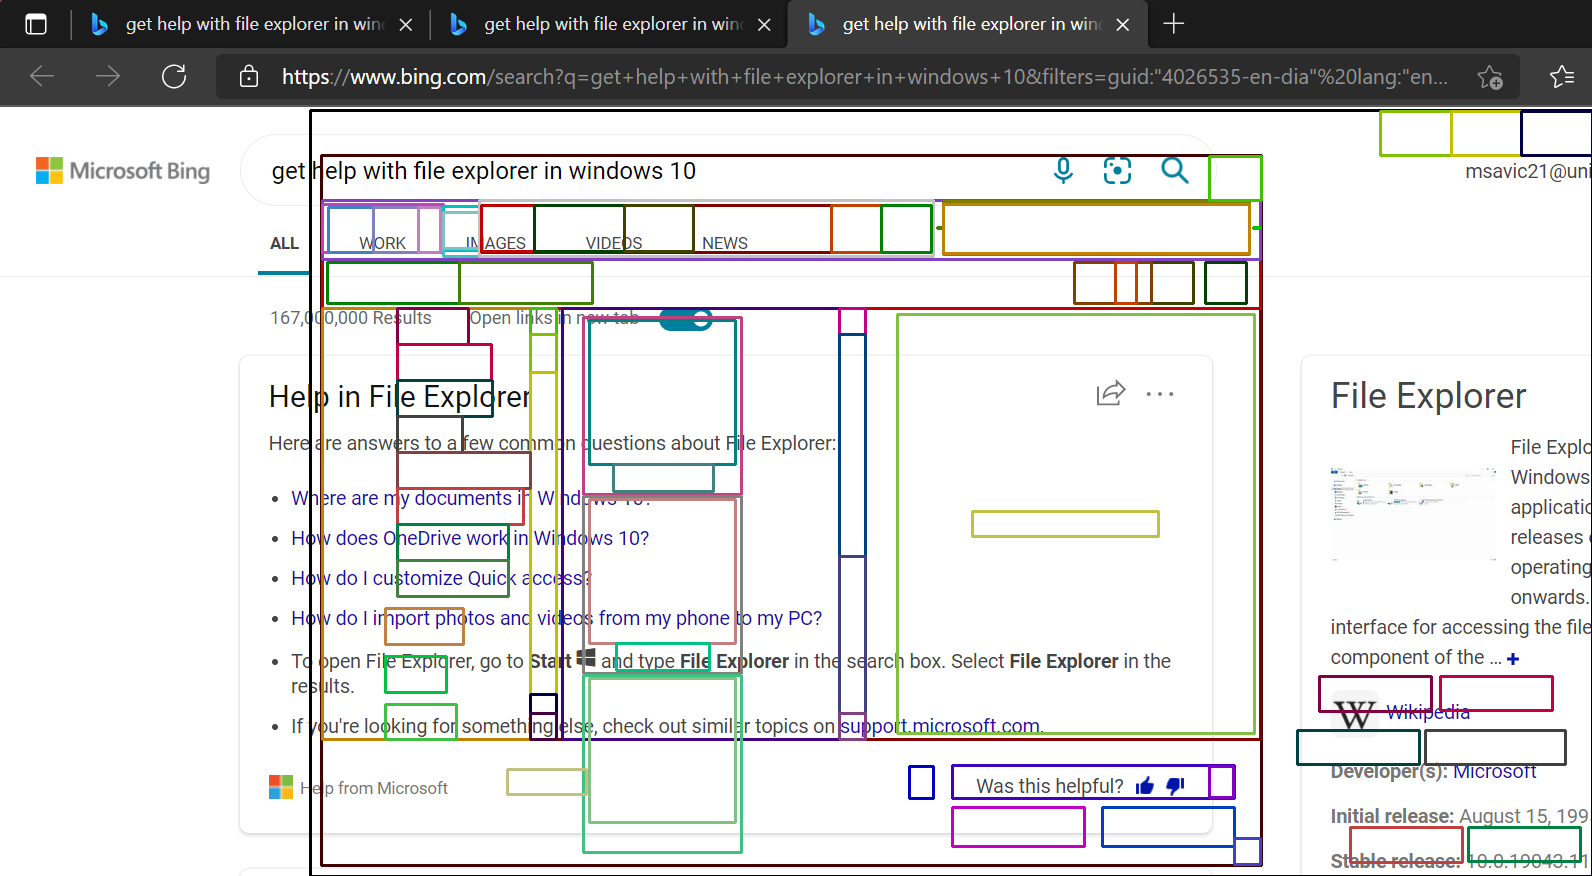 get help with file explorer in win
get help with file explorer in win
get help with file explorer in win
https://www.bing.com/search?q=get+help+with+file+explorer+in+windows+10&filters=guid:"4026535-en-dia"%20lang:"en...
Microsoft Bing
get help with file explorer in windows 10
msavic21@uni
ALL WORK IMAGES VIDEOS NEWS
167,000,000 Results Open links in new tab
Help in File Explorer
Here are answers to a few common questions about File Explorer:
• Where are my documents in Windows 10?
• How does OneDrive work in Windows 10?
• How do I customize Quick access?
• How do I import photos and videos from my phone to my PC?
• To open File Explorer, go to Start and type File Explorer in the search box. Select File Explorer in the
results.
• If you're looking for something else, check out similar topics on support.microsoft.com.
Help from Microsoft
Was this helpful?
File Explorer
File Explo
Windows
applicatio
releases
operating
onwards.
interface for accessing the file
component of the ... +
Wikipedia
Developer(s): Microsoft
Initial release: August 15, 199
Stable release: 10.0.19043.11